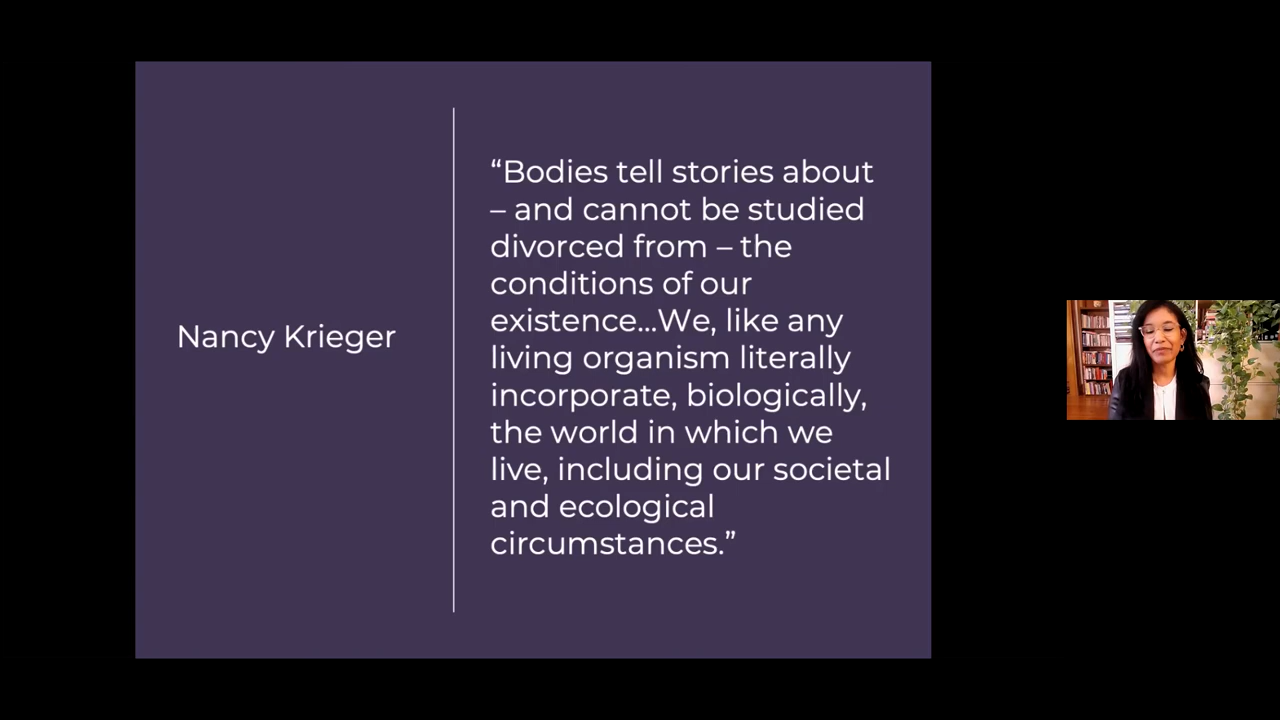 Nancy Krieger
“Bodies tell stories about
– and cannot be studied
divorced from – the
conditions of our
existence...We, like any
living organism literally
incorporate, biologically,
the world in which we
live, including our societal
and ecological
circumstances.”